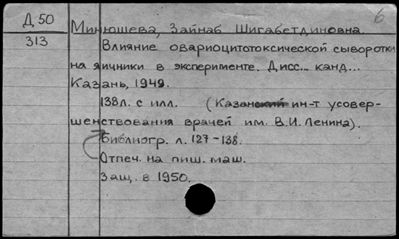 6
Д 50
313
Минюшева, Зайнаб Шигабетдиновна.
Влияние овариоцитотоксической сыворотки
на яичники в эксперименте. Дисс... канд...
Казань, 1949.
138л. с илл. (Казанский ин-т усовер-
шенствования врачей им. В.И. Ленина).
Библиогр. л. 127-138.
Отпеч. на пиш. маш.
Защ. в 1950.